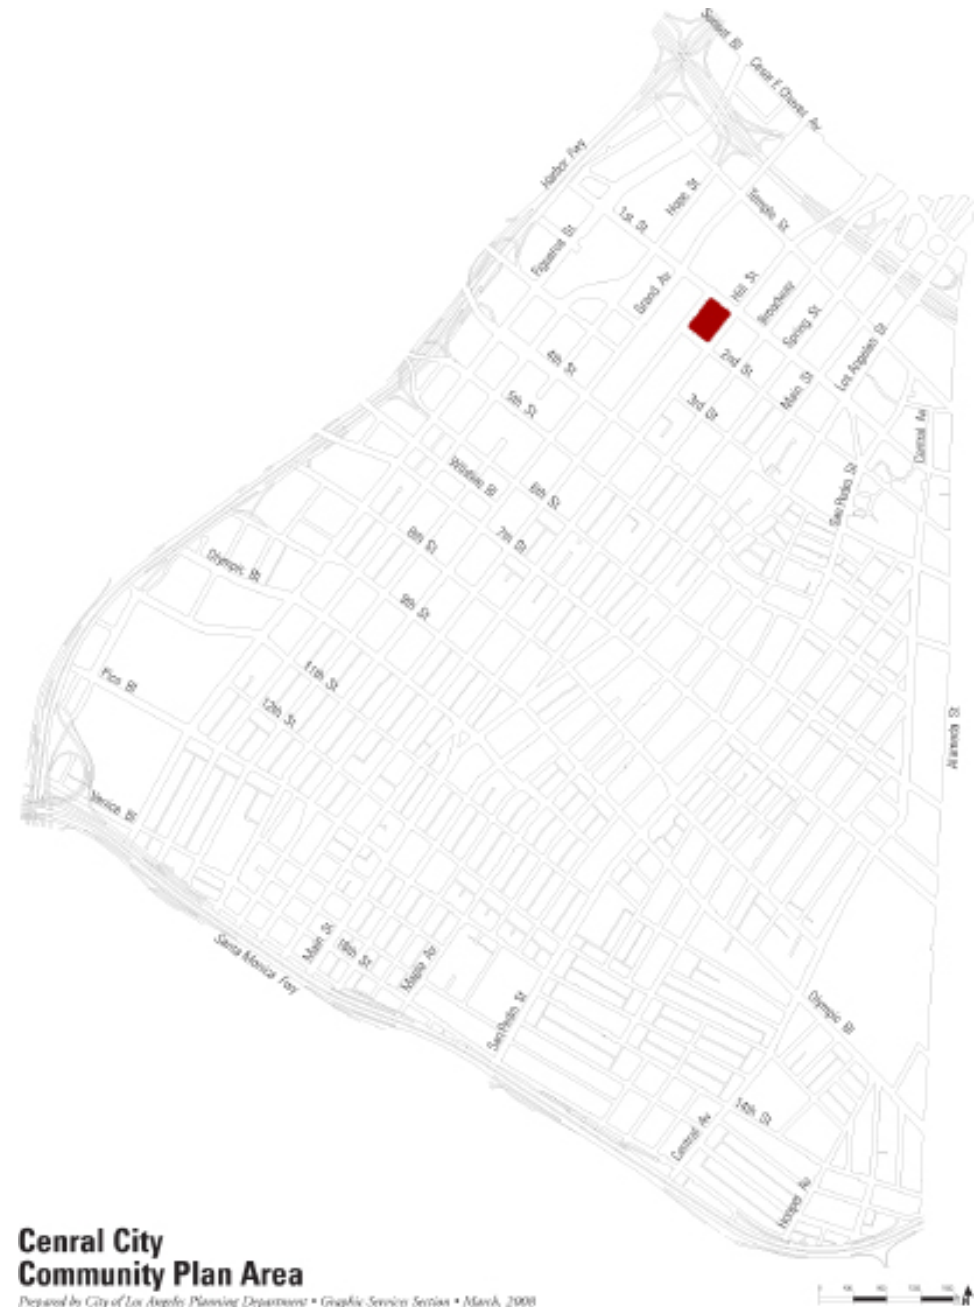 Sunset Bl
Cesar E Chavez Av
Harbor Fwy
Hope St
Temple St
1st St
Figueroa St
Grand Av
Hill St
Broadway
Spring St
Los Angeles St
2nd St
4th St
Main St
5th St
3rd St
Central Av
San Pedro St
Wilshire Bl
6th St
8th St
7th St
Olympic Bl
9th St
11th St
Pico Bl
12th St
Alameda St
Venice Bl
Main St
18th St
Maple Av
Santa Monica Fwy
San Pedro St
Olympic Bl
14th St
Central Av
Hooper Av
Cenral City
Community Plan Area
Prepared by City of Los Angeles Planning Department • Graphic Services Section • March, 2008